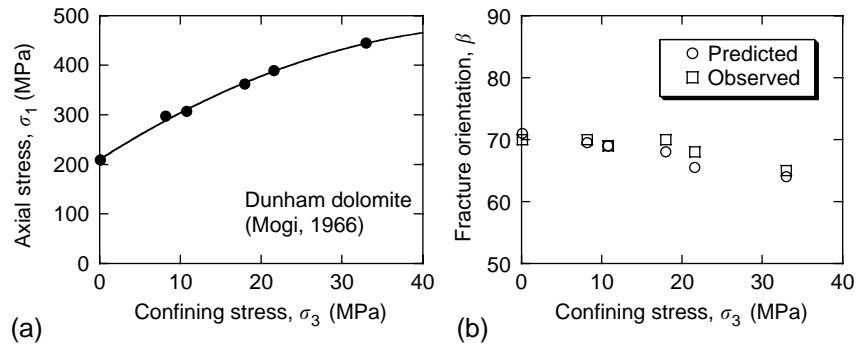 500
400
300
200
100
0
Axial stress, σ₁ (MPa)
Dunham dolomite
(Mogi, 1966)
0 10 20 30 40
Confining stress, σ₃ (MPa)
(a)
90
80
70
60
50
Fracture orientation, β
Predicted
Observed
0 10 20 30 40
Confining stress, σ₃ (MPa)
(b)